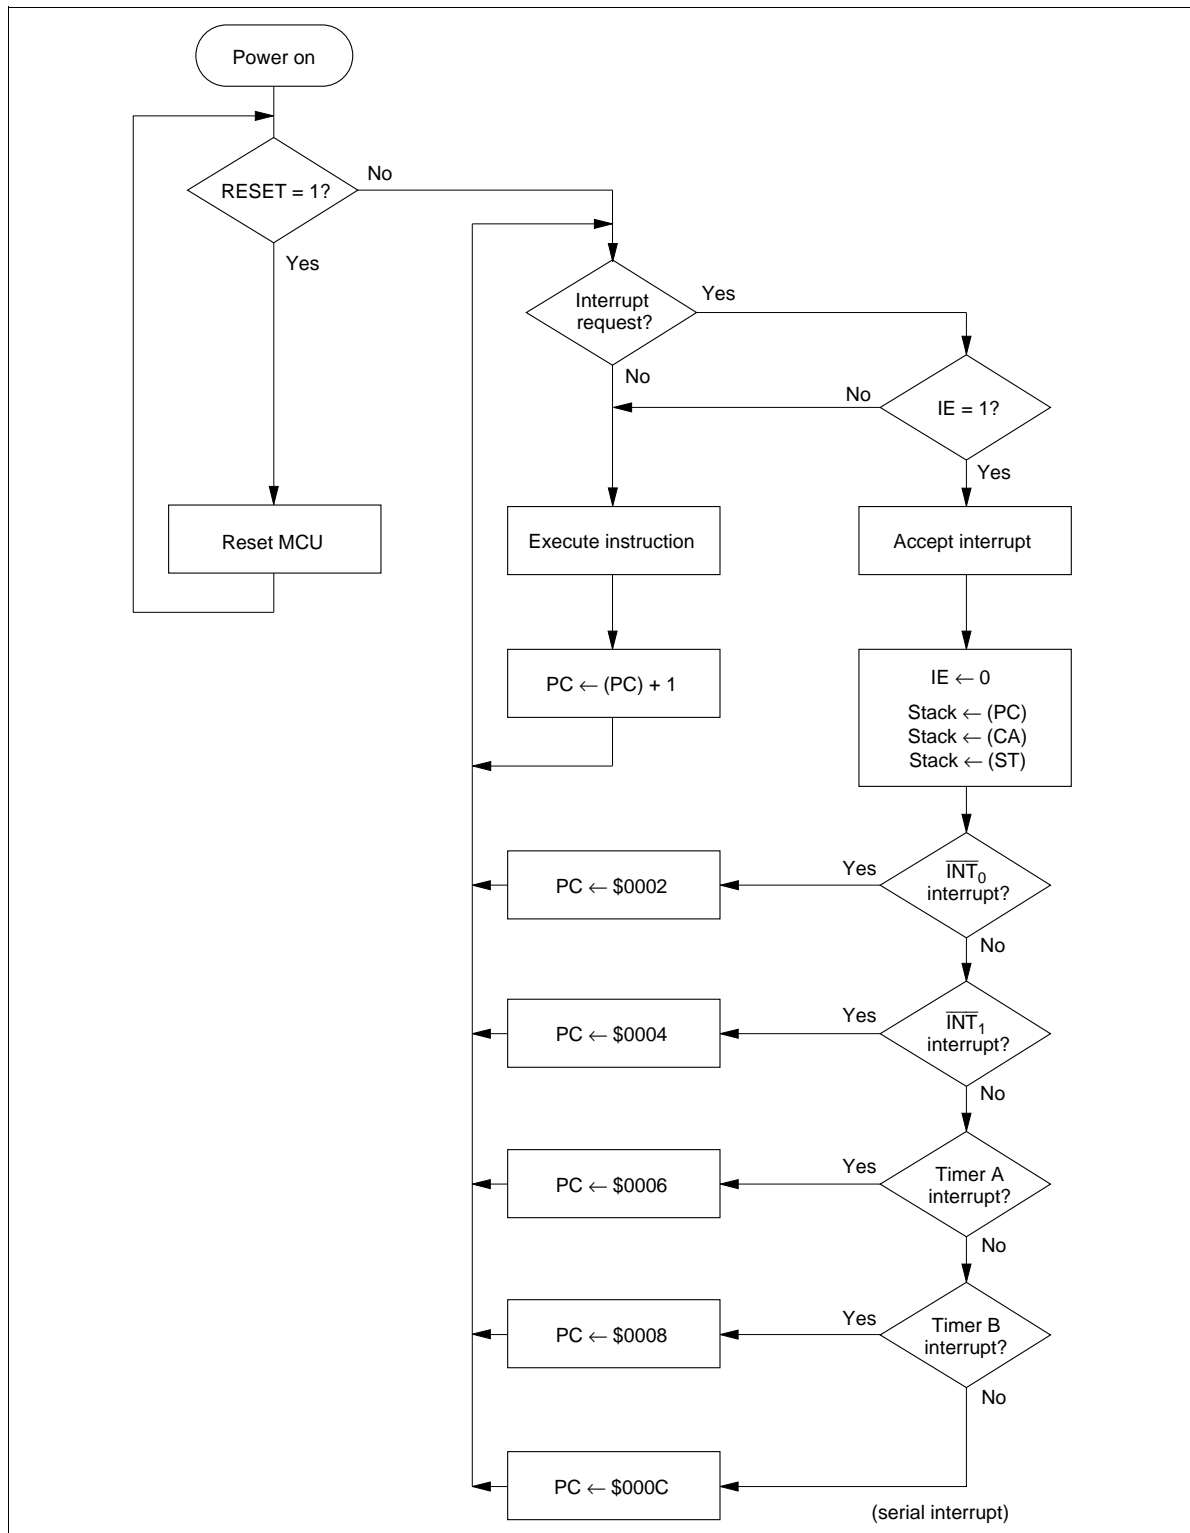 Power on
RESET = 1?
No
Yes
Interrupt
request?
Yes
No
No
IE = 1?
Yes
Reset MCU
Execute instruction
Accept interrupt
PC ← (PC) + 1
IE ← 0
Stack ← (PC)
Stack ← (CA)
Stack ← (ST)
PC ← $0002
Yes
I̅N̅T̅₀
interrupt?
No
PC ← $0004
Yes
I̅N̅T̅₁
interrupt?
No
PC ← $0006
Yes
Timer A
interrupt?
No
PC ← $0008
Yes
Timer B
interrupt?
No
PC ← $000C
(serial interrupt)